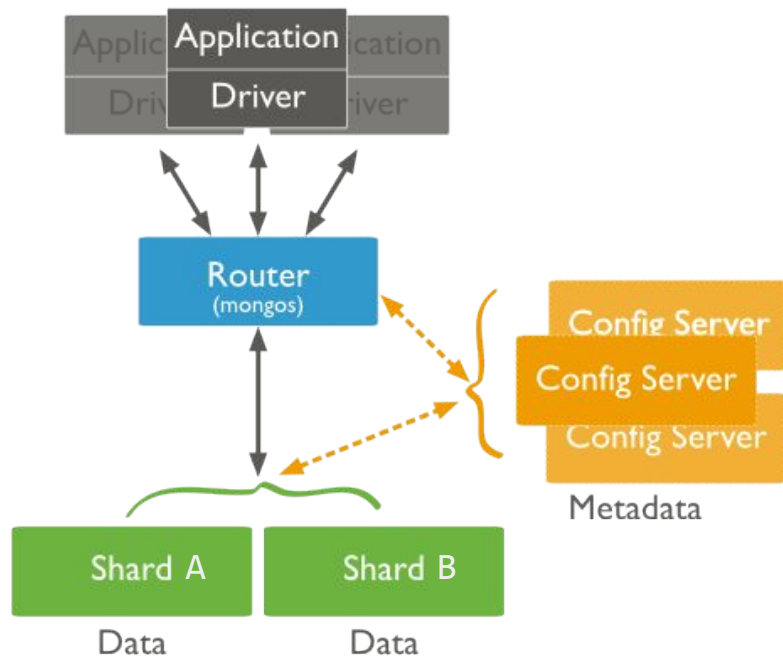 Application
Driver
Router
(mongos)
Config Server
Config Server
Config Server
Metadata
Shard A
Shard B
Data
Data